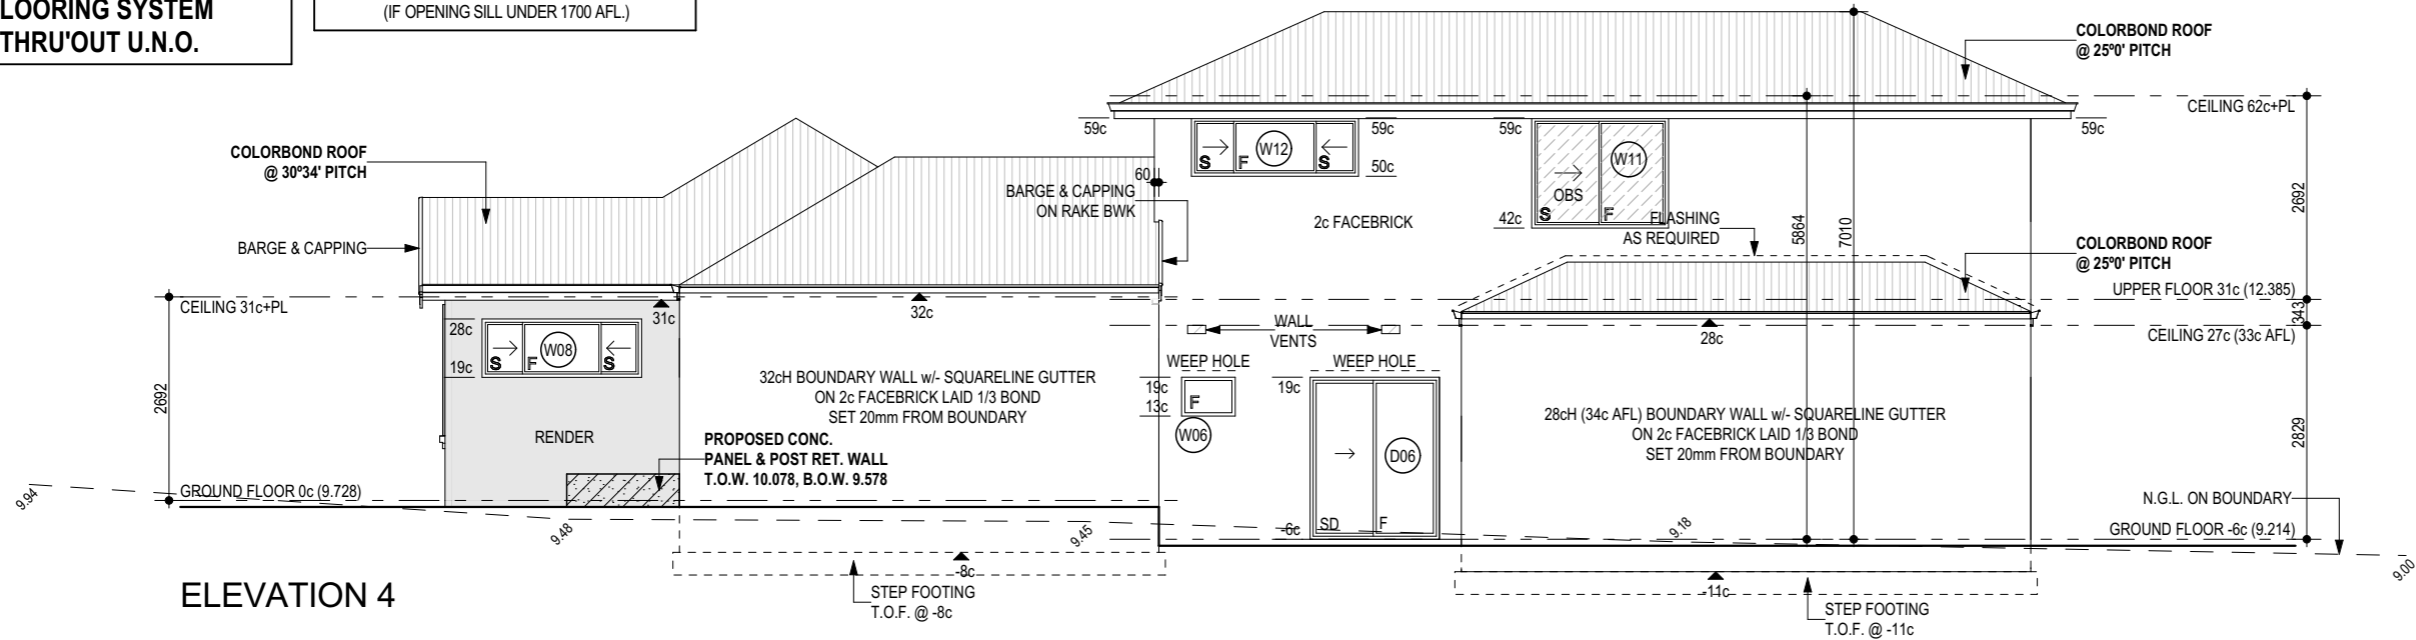 LOORING SYSTEM
THRU'OUT U.N.O.
(IF OPENING SILL UNDER 1700 AFL.)
COLORBOND ROOF
@ 25º0' PITCH
CEILING 62c+PL
59c
59c
59c
59c
W12
S
F
S
50c
W11
OBS
S
F
42c
COLORBOND ROOF
@ 30º34' PITCH
60
BARGE & CAPPING
ON RAKE BWK
2c FACEBRICK
FLASHING
AS REQUIRED
5864
7010
2692
BARGE & CAPPING
COLORBOND ROOF
@ 25º0' PITCH
UPPER FLOOR 31c (12.385)
343
CEILING 31c+PL
31c
32c
28c
WALL
VENTS
CEILING 27c (33c AFL)
28c
W08
S
F
S
19c
WEEP HOLE
WEEP HOLE
2692
32cH BOUNDARY WALL w/- SQUARELINE GUTTER
ON 2c FACEBRICK LAID 1/3 BOND
SET 20mm FROM BOUNDARY
19c
13c
F
W06
19c
D06
28cH (34c AFL) BOUNDARY WALL w/- SQUARELINE GUTTER
ON 2c FACEBRICK LAID 1/3 BOND
SET 20mm FROM BOUNDARY
2829
RENDER
PROPOSED CONC.
PANEL & POST RET. WALL
T.O.W. 10.078, B.O.W. 9.578
9.94
GROUND FLOOR 0c (9.728)
N.G.L. ON BOUNDARY
9.48
9.45
-6c
SD
F
9.18
GROUND FLOOR -6c (9.214)
9.00
-8c
-11c
ELEVATION 4
STEP FOOTING
T.O.F. @ -8c
STEP FOOTING
T.O.F. @ -11c